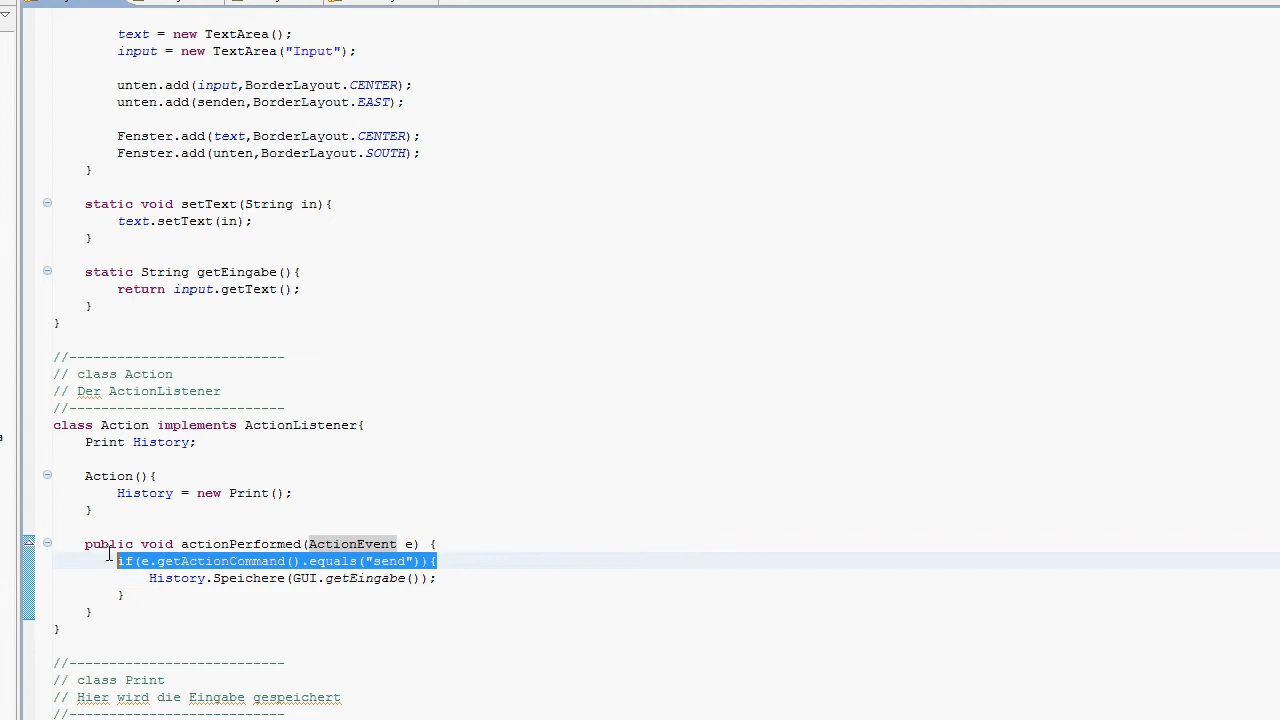 text = new TextArea();
input = new TextArea("Input");
unten.add(input,BorderLayout.CENTER);
unten.add(senden,BorderLayout.EAST);
Fenster.add(text,BorderLayout.CENTER);
Fenster.add(unten,BorderLayout.SOUTH);
}
static void setText(String in){
text.setText(in);
}
static String getEingabe(){
return input.getText();
}
}
//---------------------------
// class Action
// Der ActionListener
//---------------------------
class Action implements ActionListener{
Print History;
Action(){
History = new Print();
}
public void actionPerformed(ActionEvent e) {
if(e.getActionCommand().equals("send")){
History.Speichere(GUI.getEingabe());
}
}
}
//---------------------------
// class Print
// Hier wird die Eingabe gespeichert
//---------------------------